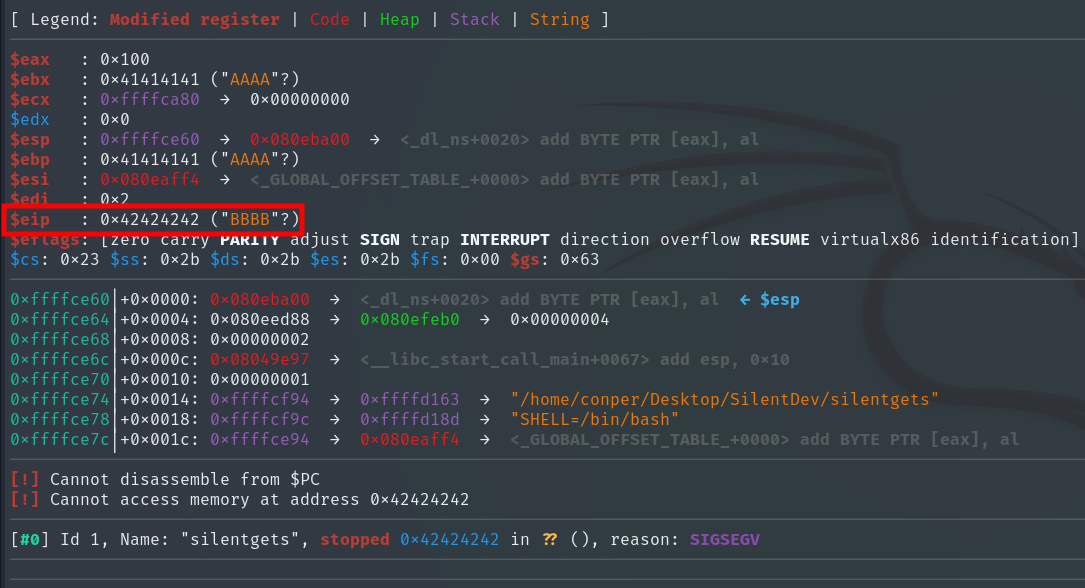 [ Legend: Modified register | Code | Heap | Stack | String ]
$eax   : 0×100
$ebx   : 0×41414141 ("AAAA"?)
$ecx   : 0×ffffca80  →  0×00000000
$edx   : 0×0
$esp   : 0×ffffce60  →  0×080eba00  →  <_dl_ns+0020> add BYTE PTR [eax], al
$ebp   : 0×41414141 ("AAAA"?)
$esi   : 0×080eaff4  →  <_GLOBAL_OFFSET_TABLE_+0000> add BYTE PTR [eax], al
$edi   : 0×2
$eip   : 0×42424242 ("BBBB"?)
$eflags: [zero carry PARITY adjust SIGN trap INTERRUPT direction overflow RESUME virtualx86 identification]
$cs: 0×23 $ss: 0×2b $ds: 0×2b $es: 0×2b $fs: 0×00 $gs: 0×63
0×ffffce60│+0×0000: 0×080eba00  →  <_dl_ns+0020> add BYTE PTR [eax], al  ← $esp
0×ffffce64│+0×0004: 0×080eed88  →  0×080efeb0  →  0×00000004
0×ffffce68│+0×0008: 0×00000002
0×ffffce6c│+0×000c: 0×08049e97  →  <__libc_start_call_main+0067> add esp, 0×10
0×ffffce70│+0×0010: 0×00000001
0×ffffce74│+0×0014: 0×ffffcf94  →  0×ffffd163  →  "/home/conper/Desktop/SilentDev/silentgets"
0×ffffce78│+0×0018: 0×ffffcf9c  →  0×ffffd18d  →  "SHELL=/bin/bash"
0×ffffce7c│+0×001c: 0×ffffce94  →  0×080eaff4  →  <_GLOBAL_OFFSET_TABLE_+0000> add BYTE PTR [eax], al
[!] Cannot disassemble from $PC
[!] Cannot access memory at address 0×42424242
[#0] Id 1, Name: "silentgets", stopped 0×42424242 in ?? (), reason: SIGSEGV